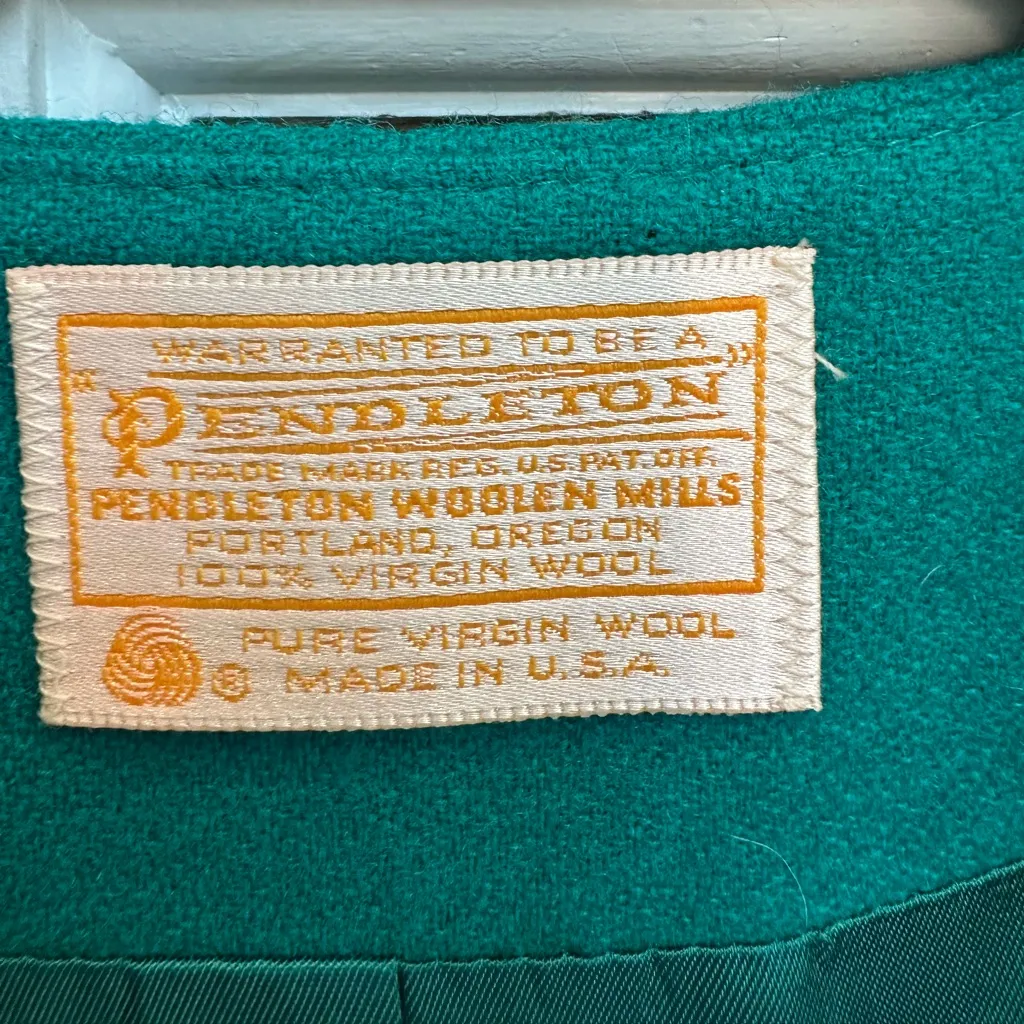 WARRANTED TO BE A
"PENDLETON"
TRADE MARK REG. U.S. PAT. OFF.
PENDLETON WOOLEN MILLS
PORTLAND, OREGON
100% VIRGIN WOOL
PURE VIRGIN WOOL
® MADE IN U.S.A.